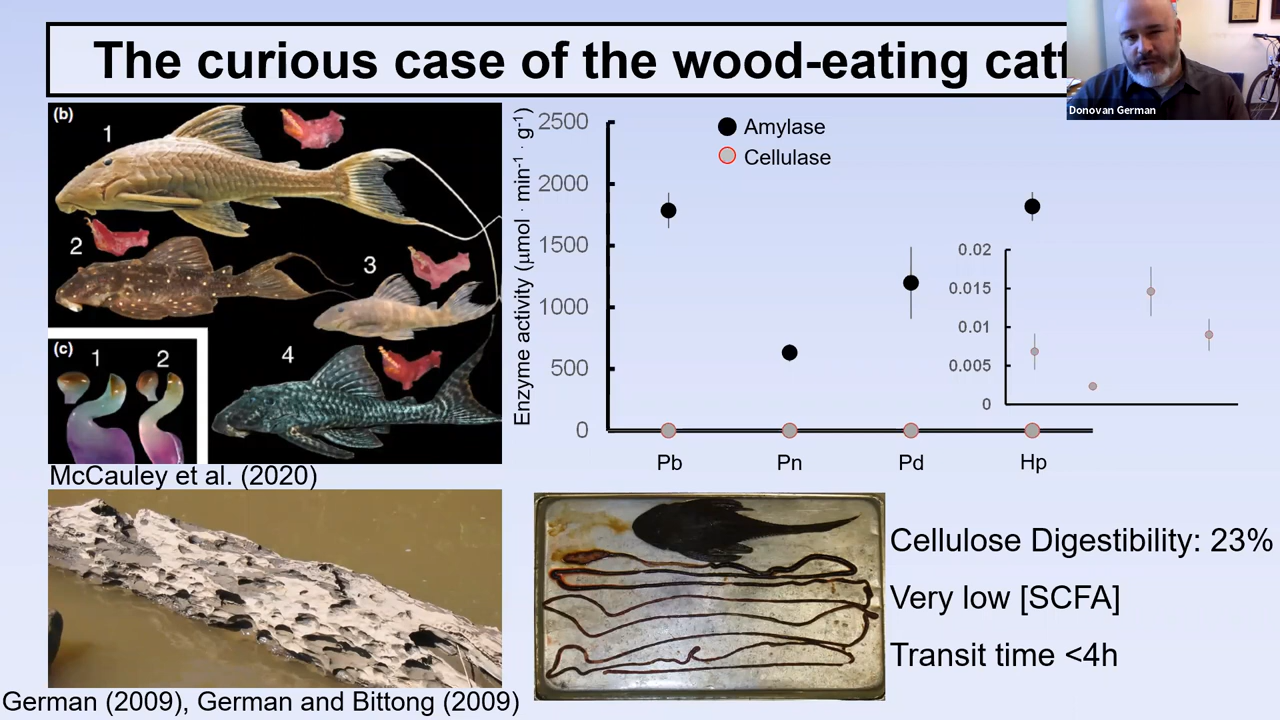 The curious case of the wood-eating catf
Donovan German
(b)
1
2
3
4
(c)
1
2
McCauley et al. (2020)
Enzyme activity (µmol · min⁻¹ · g⁻¹)
2500
2000
1500
1000
500
0
Amylase
Cellulase
0.02
0.015
0.01
0.005
0
Pb
Pn
Pd
Hp
German (2009), German and Bittong (2009)
Cellulose Digestibility: 23%
Very low [SCFA]
Transit time <4h